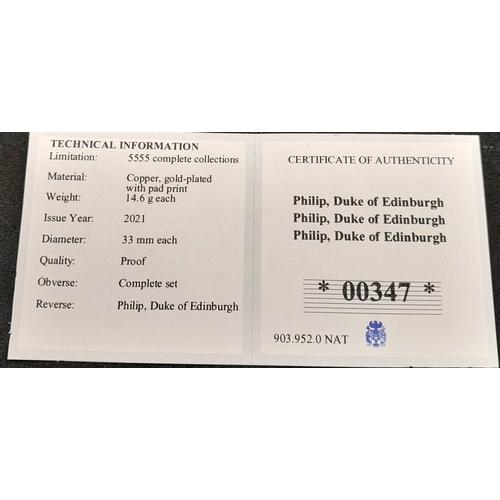 TECHNICAL INFORMATION
Limitation: 5555 complete collections
Material: Copper, gold-plated
with pad print
Weight: 14.6 g each
Issue Year: 2021
Diameter: 33 mm each
Quality: Proof
Obverse: Complete set
Reverse: Philip, Duke of Edinburgh
CERTIFICATE OF AUTHENTICITY
Philip, Duke of Edinburgh
Philip, Duke of Edinburgh
Philip, Duke of Edinburgh
* 00347 *
903.952.0 NAT